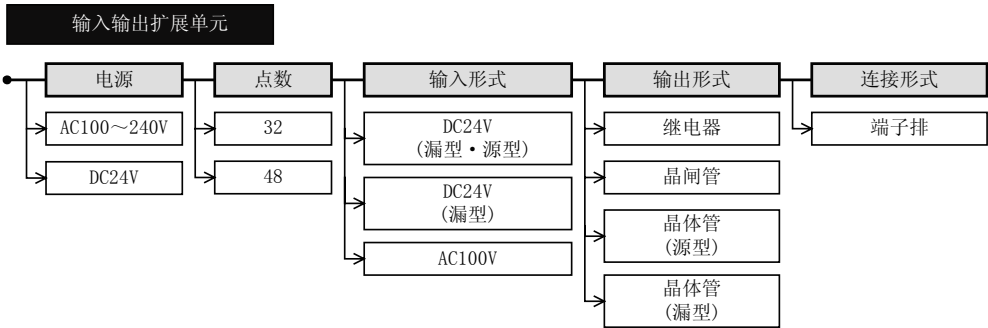 输入输出扩展单元
电源
点数
输入形式
输出形式
连接形式
AC100～240V
DC24V
32
48
DC24V
(漏型・源型)
DC24V
(漏型)
AC100V
继电器
晶闸管
晶体管
(源型)
晶体管
(漏型)
端子排